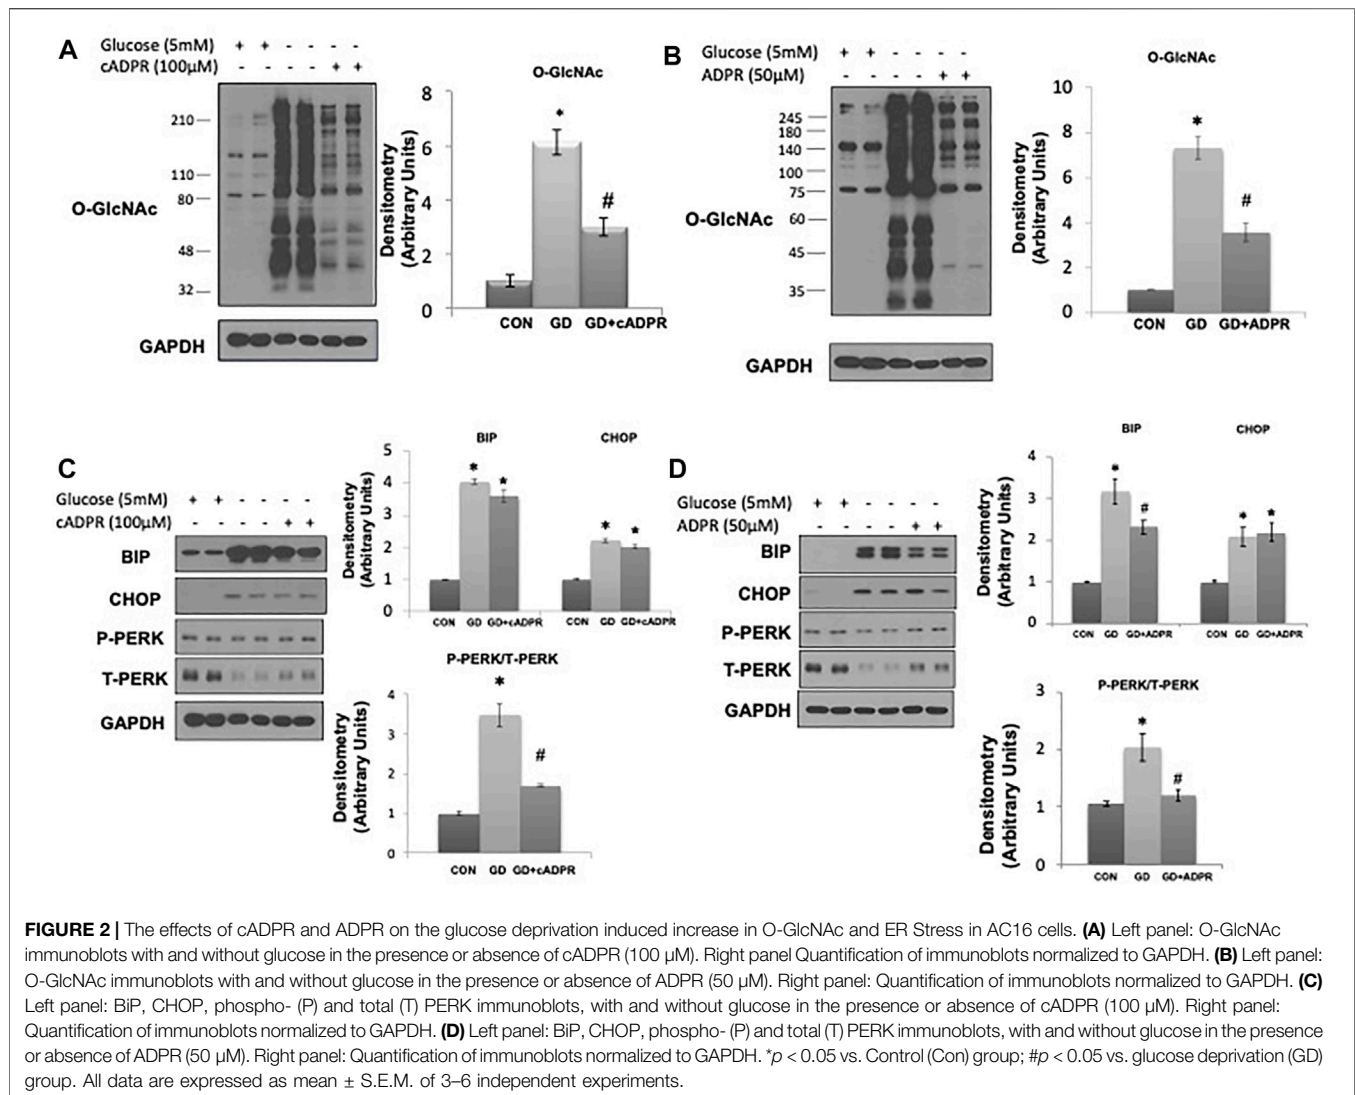 A
Glucose (5mM) + + - - - -
cADPR (100µM) - - - - + +
210
110
80
48
32
O-GlcNAc
GAPDH
O-GlcNAc
Densitometry
(Arbitrary Units)
8
6
4
2
0
*
#
CON GD GD+cADPR
B
Glucose (5mM) + + - - - -
ADPR (50µM) - - - - + +
245
180
140
100
75
60
45
35
O-GlcNAc
GAPDH
O-GlcNAc
Densitometry
(Arbitrary Units)
10
8
6
4
2
0
*
#
CON GD GD+ADPR
C
Glucose (5mM) + + - - - -
cADPR (100µM) - - - - + +
BIP
CHOP
P-PERK
T-PERK
GAPDH
BIP CHOP
Densitometry
(Arbitrary Units)
5
4
3
2
1
0
* *
* *
CON GD GD+cADPR CON GD GD+cADPR
P-PERK/T-PERK
Densitometry
(Arbitrary Units)
4
3
2
1
0
*
#
CON GD GD+cADPR
D
Glucose (5mM) + + - - - -
ADPR (50µM) - - - - + +
BIP
CHOP
P-PERK
T-PERK
GAPDH
BIP CHOP
Densitometry
(Arbitrary Units)
4
3
2
1
0
* #
* *
CON GD GD+ADPR CON GD GD+ADPR
P-PERK/T-PERK
Densitometry
(Arbitrary Units)
3
2
1
0
*
#
CON GD GD+ADPR
FIGURE 2 | The effects of cADPR and ADPR on the glucose deprivation induced increase in O-GlcNAc and ER Stress in AC16 cells. (A) Left panel: O-GlcNAc
immunoblots with and without glucose in the presence or absence of cADPR (100 µM). Right panel Quantification of immunoblots normalized to GAPDH. (B) Left panel:
O-GlcNAc immunoblots with and without glucose in the presence or absence of ADPR (50 µM). Right panel: Quantification of immunoblots normalized to GAPDH. (C)
Left panel: BiP, CHOP, phospho- (P) and total (T) PERK immunoblots, with and without glucose in the presence or absence of cADPR (100 µM). Right panel:
Quantification of immunoblots normalized to GAPDH. (D) Left panel: BiP, CHOP, phospho- (P) and total (T) PERK immunoblots, with and without glucose in the presence
or absence of ADPR (50 µM). Right panel: Quantification of immunoblots normalized to GAPDH. *p < 0.05 vs. Control (Con) group; #p < 0.05 vs. glucose deprivation (GD)
group. All data are expressed as mean ± S.E.M. of 3–6 independent experiments.